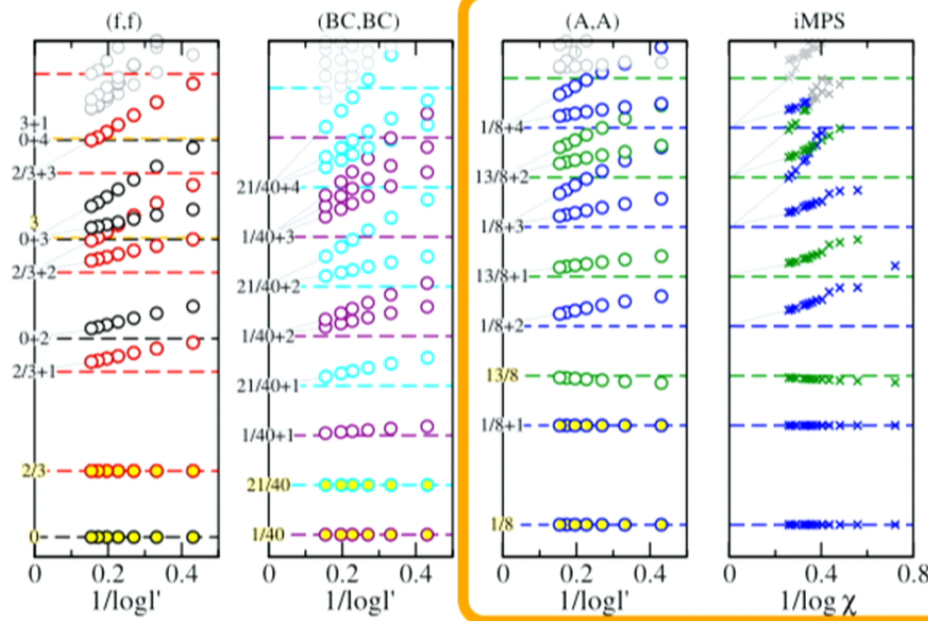 (f,f)
3+1
0+4
2/3+3
3
0+3
2/3+2
0+2
2/3+1
2/3
0
0 0.2 0.4
1/logl'
(BC,BC)
21/40+4
1/40+3
21/40+2
1/40+2
21/40+1
1/40+1
21/40
1/40
0 0.2 0.4
1/logl'
(A,A)
1/8+4
13/8+2
1/8+3
13/8+1
1/8+2
13/8
1/8+1
1/8
0 0.2 0.4
1/logl'
iMPS
0 0.4 0.8
1/log χ